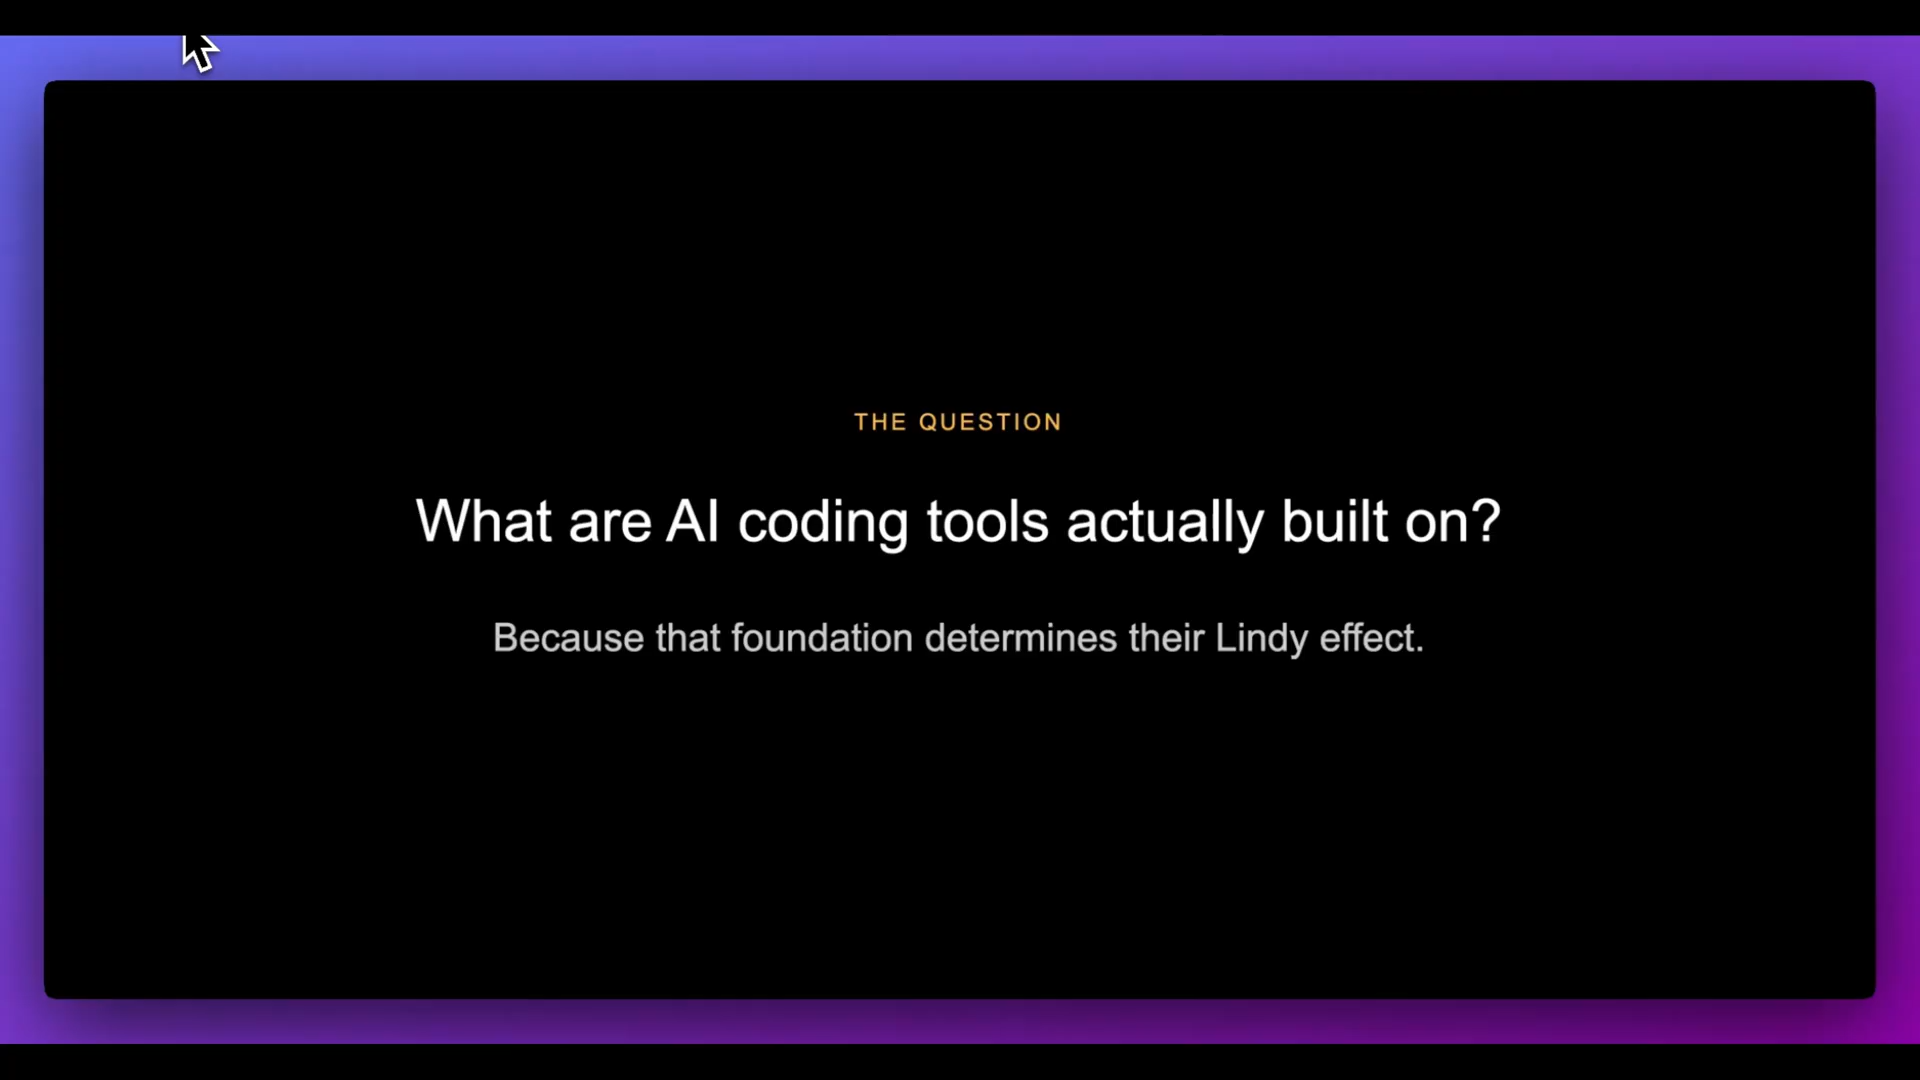 THE QUESTION
What are AI coding tools actually built on?
Because that foundation determines their Lindy effect.